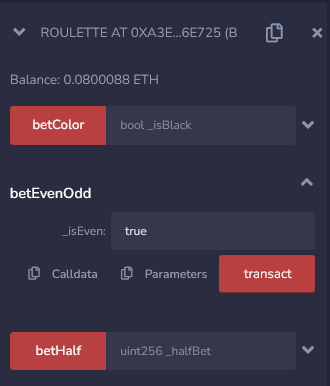 ROULETTE AT 0XA3E...6E725 (B
Balance: 0.0800088 ETH
betColor bool _isBlack
betEvenOdd
_isEven: true
Calldata Parameters transact
betHalf uint256 _halfBet